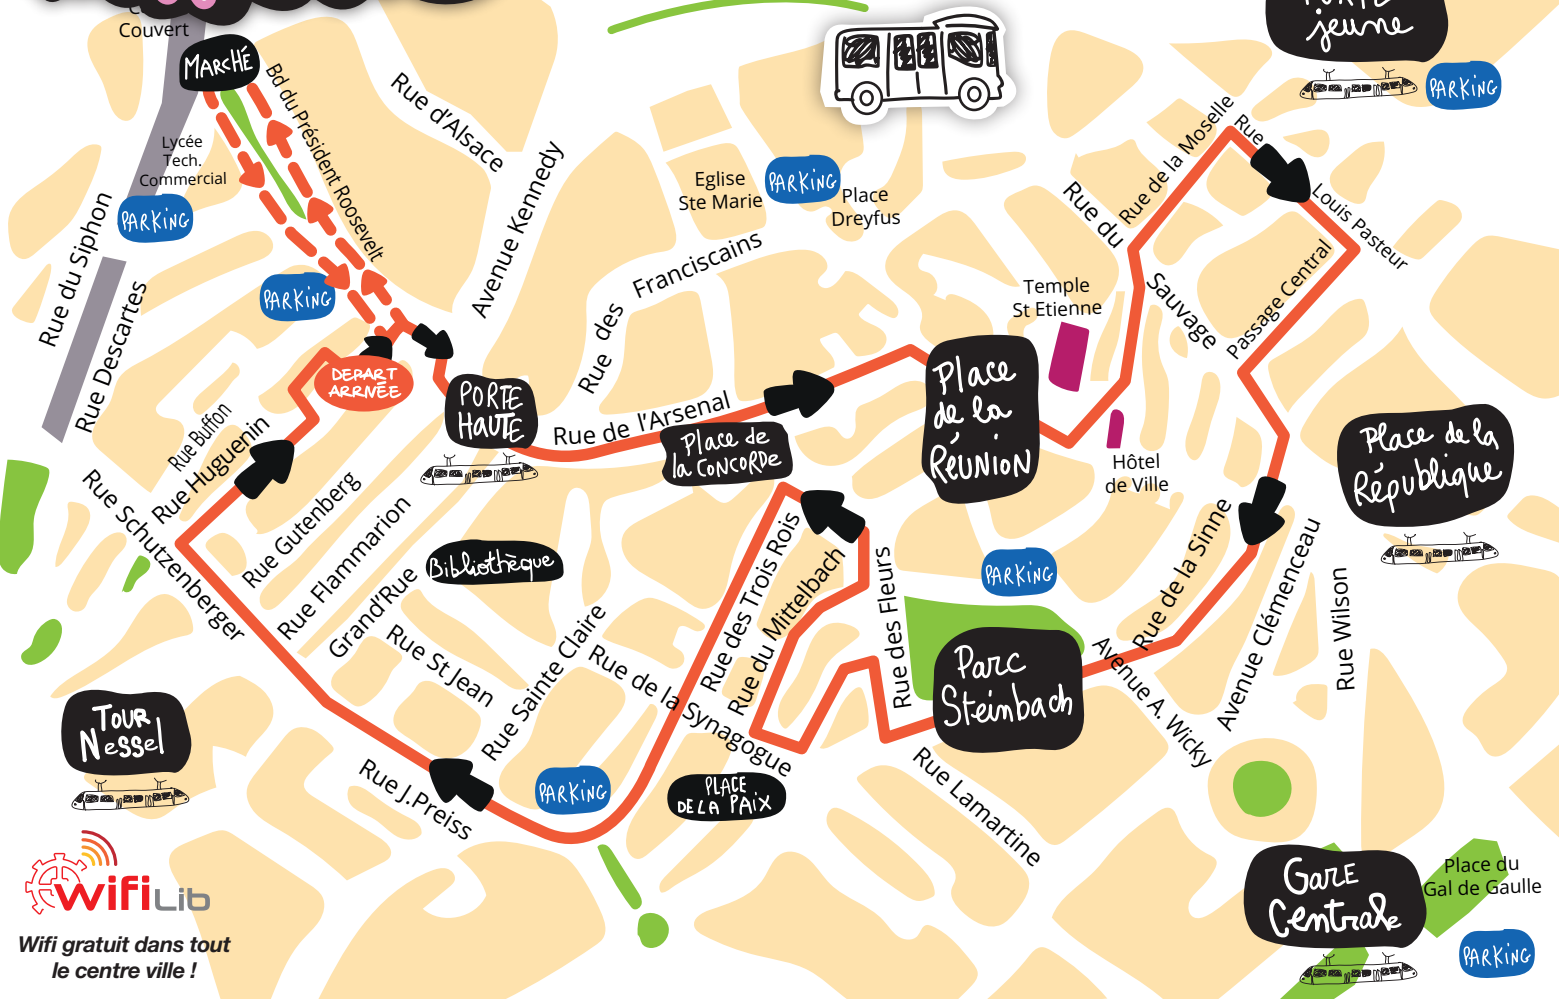 Couvert
MARCHÉ
Bd du Président Roosevelt
Rue d'Alsace
Lycée
Tech.
Commercial
PARKING
Rue du Siphon
Rue Descartes
PARKING
Avenue Kennedy
Eglise
Ste Marie
PARKING
Place
Dreyfus
Rue des Franciscains
jeune
PARKING
Rue de la Moselle
Rue
Louis Pasteur
Rue du
Sauvage
Passage Central
Temple
St Etienne
DEPART
ARRIVÉE
PORTE
HAUTE
Rue de l'Arsenal
Place de
la CONCORDE
Place
de la
RÉUNION
Hôtel
de Ville
Place de la
République
Rue Buffon
Rue Huguenin
Rue Schutzenberger
Rue Gutenberg
Rue Flammarion
Grand'Rue
Bibliothèque
Rue St Jean
Rue Sainte Claire
Rue de la Synagogue
Rue des Trois Rois
Rue du Mittelbach
Rue des Fleurs
PARKING
Parc
Steinbach
Rue de la Sinne
Avenue Clémenceau
Rue Wilson
Avenue A. Wicky
Rue Lamartine
TOUR
Nessel
Rue J.Preiss
PARKING
PLACE
DE LA PAIX
GARE
Centrale
Place du
Gal de Gaulle
PARKING
wifi Lib
Wifi gratuit dans tout
le centre ville !